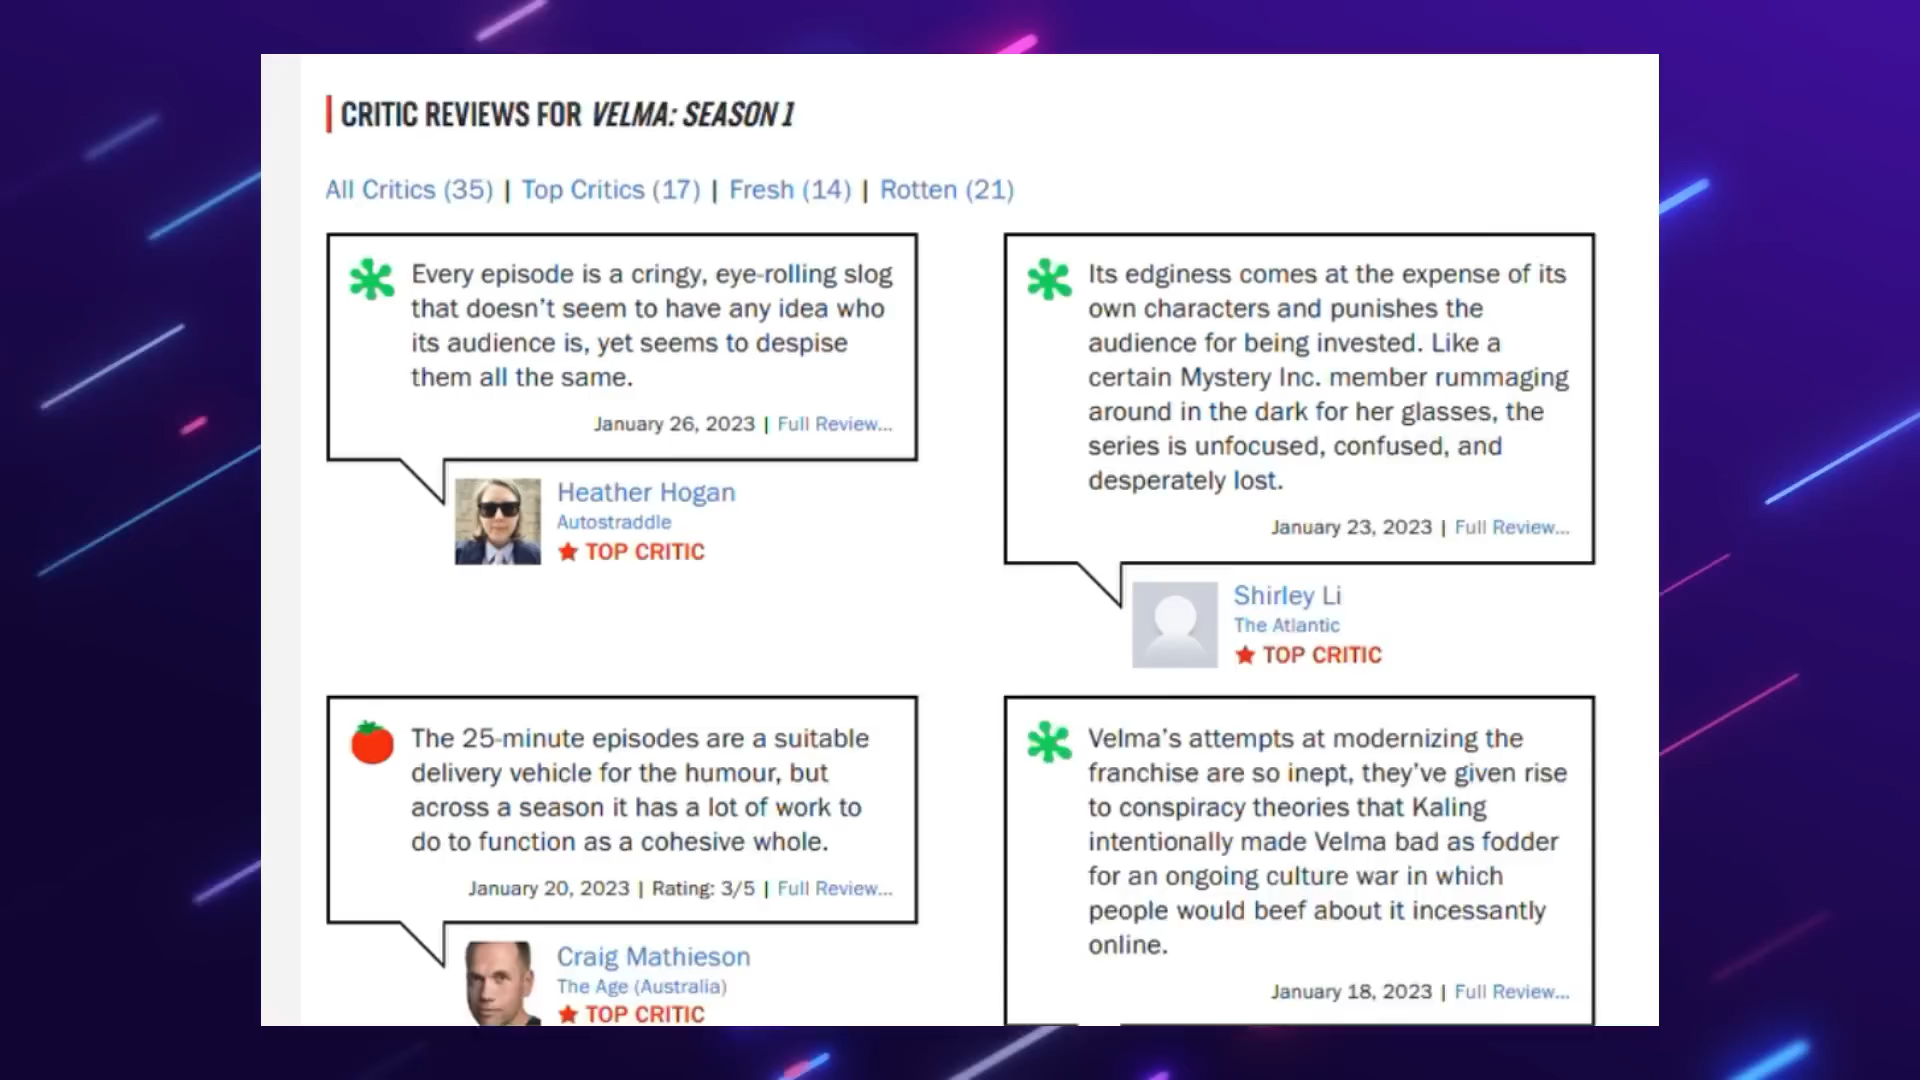 CRITIC REVIEWS FOR VELMA: SEASON 1
All Critics (35) | Top Critics (17) | Fresh (14) | Rotten (21)
Every episode is a cringy, eye-rolling slog
that doesn't seem to have any idea who
its audience is, yet seems to despise
them all the same.
January 26, 2023 | Full Review...
Heather Hogan
Autostraddle
TOP CRITIC
Its edginess comes at the expense of its
own characters and punishes the
audience for being invested. Like a
certain Mystery Inc. member rummaging
around in the dark for her glasses, the
series is unfocused, confused, and
desperately lost.
January 23, 2023 | Full Review...
Shirley Li
The Atlantic
TOP CRITIC
The 25-minute episodes are a suitable
delivery vehicle for the humour, but
across a season it has a lot of work to
do to function as a cohesive whole.
January 20, 2023 | Rating: 3/5 | Full Review...
Craig Mathieson
The Age (Australia)
TOP CRITIC
Velma's attempts at modernizing the
franchise are so inept, they've given rise
to conspiracy theories that Kaling
intentionally made Velma bad as fodder
for an ongoing culture war in which
people would beef about it incessantly
online.
January 18, 2023 | Full Review...